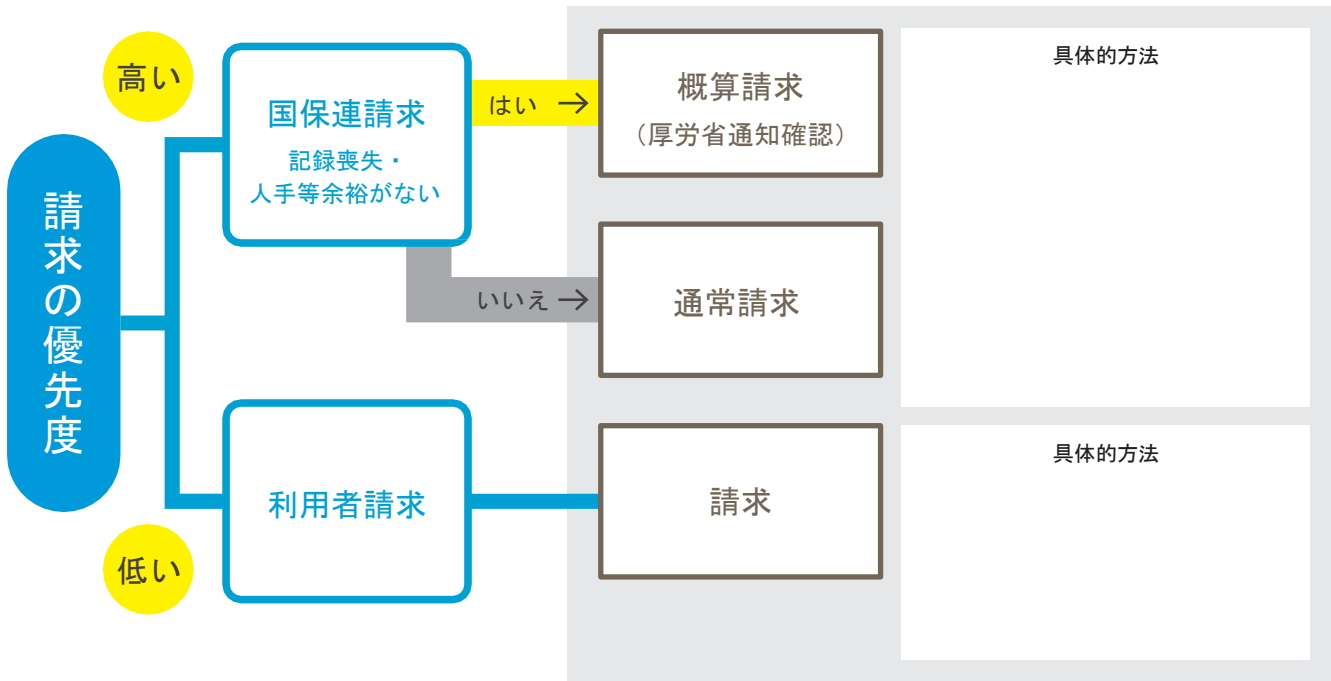 請求の優先度
高い
国保連請求
記録喪失・
人手等余裕がない
はい →
概算請求
（厚労省通知確認）
いいえ →
通常請求
具体的方法
低い
利用者請求
請求
具体的方法